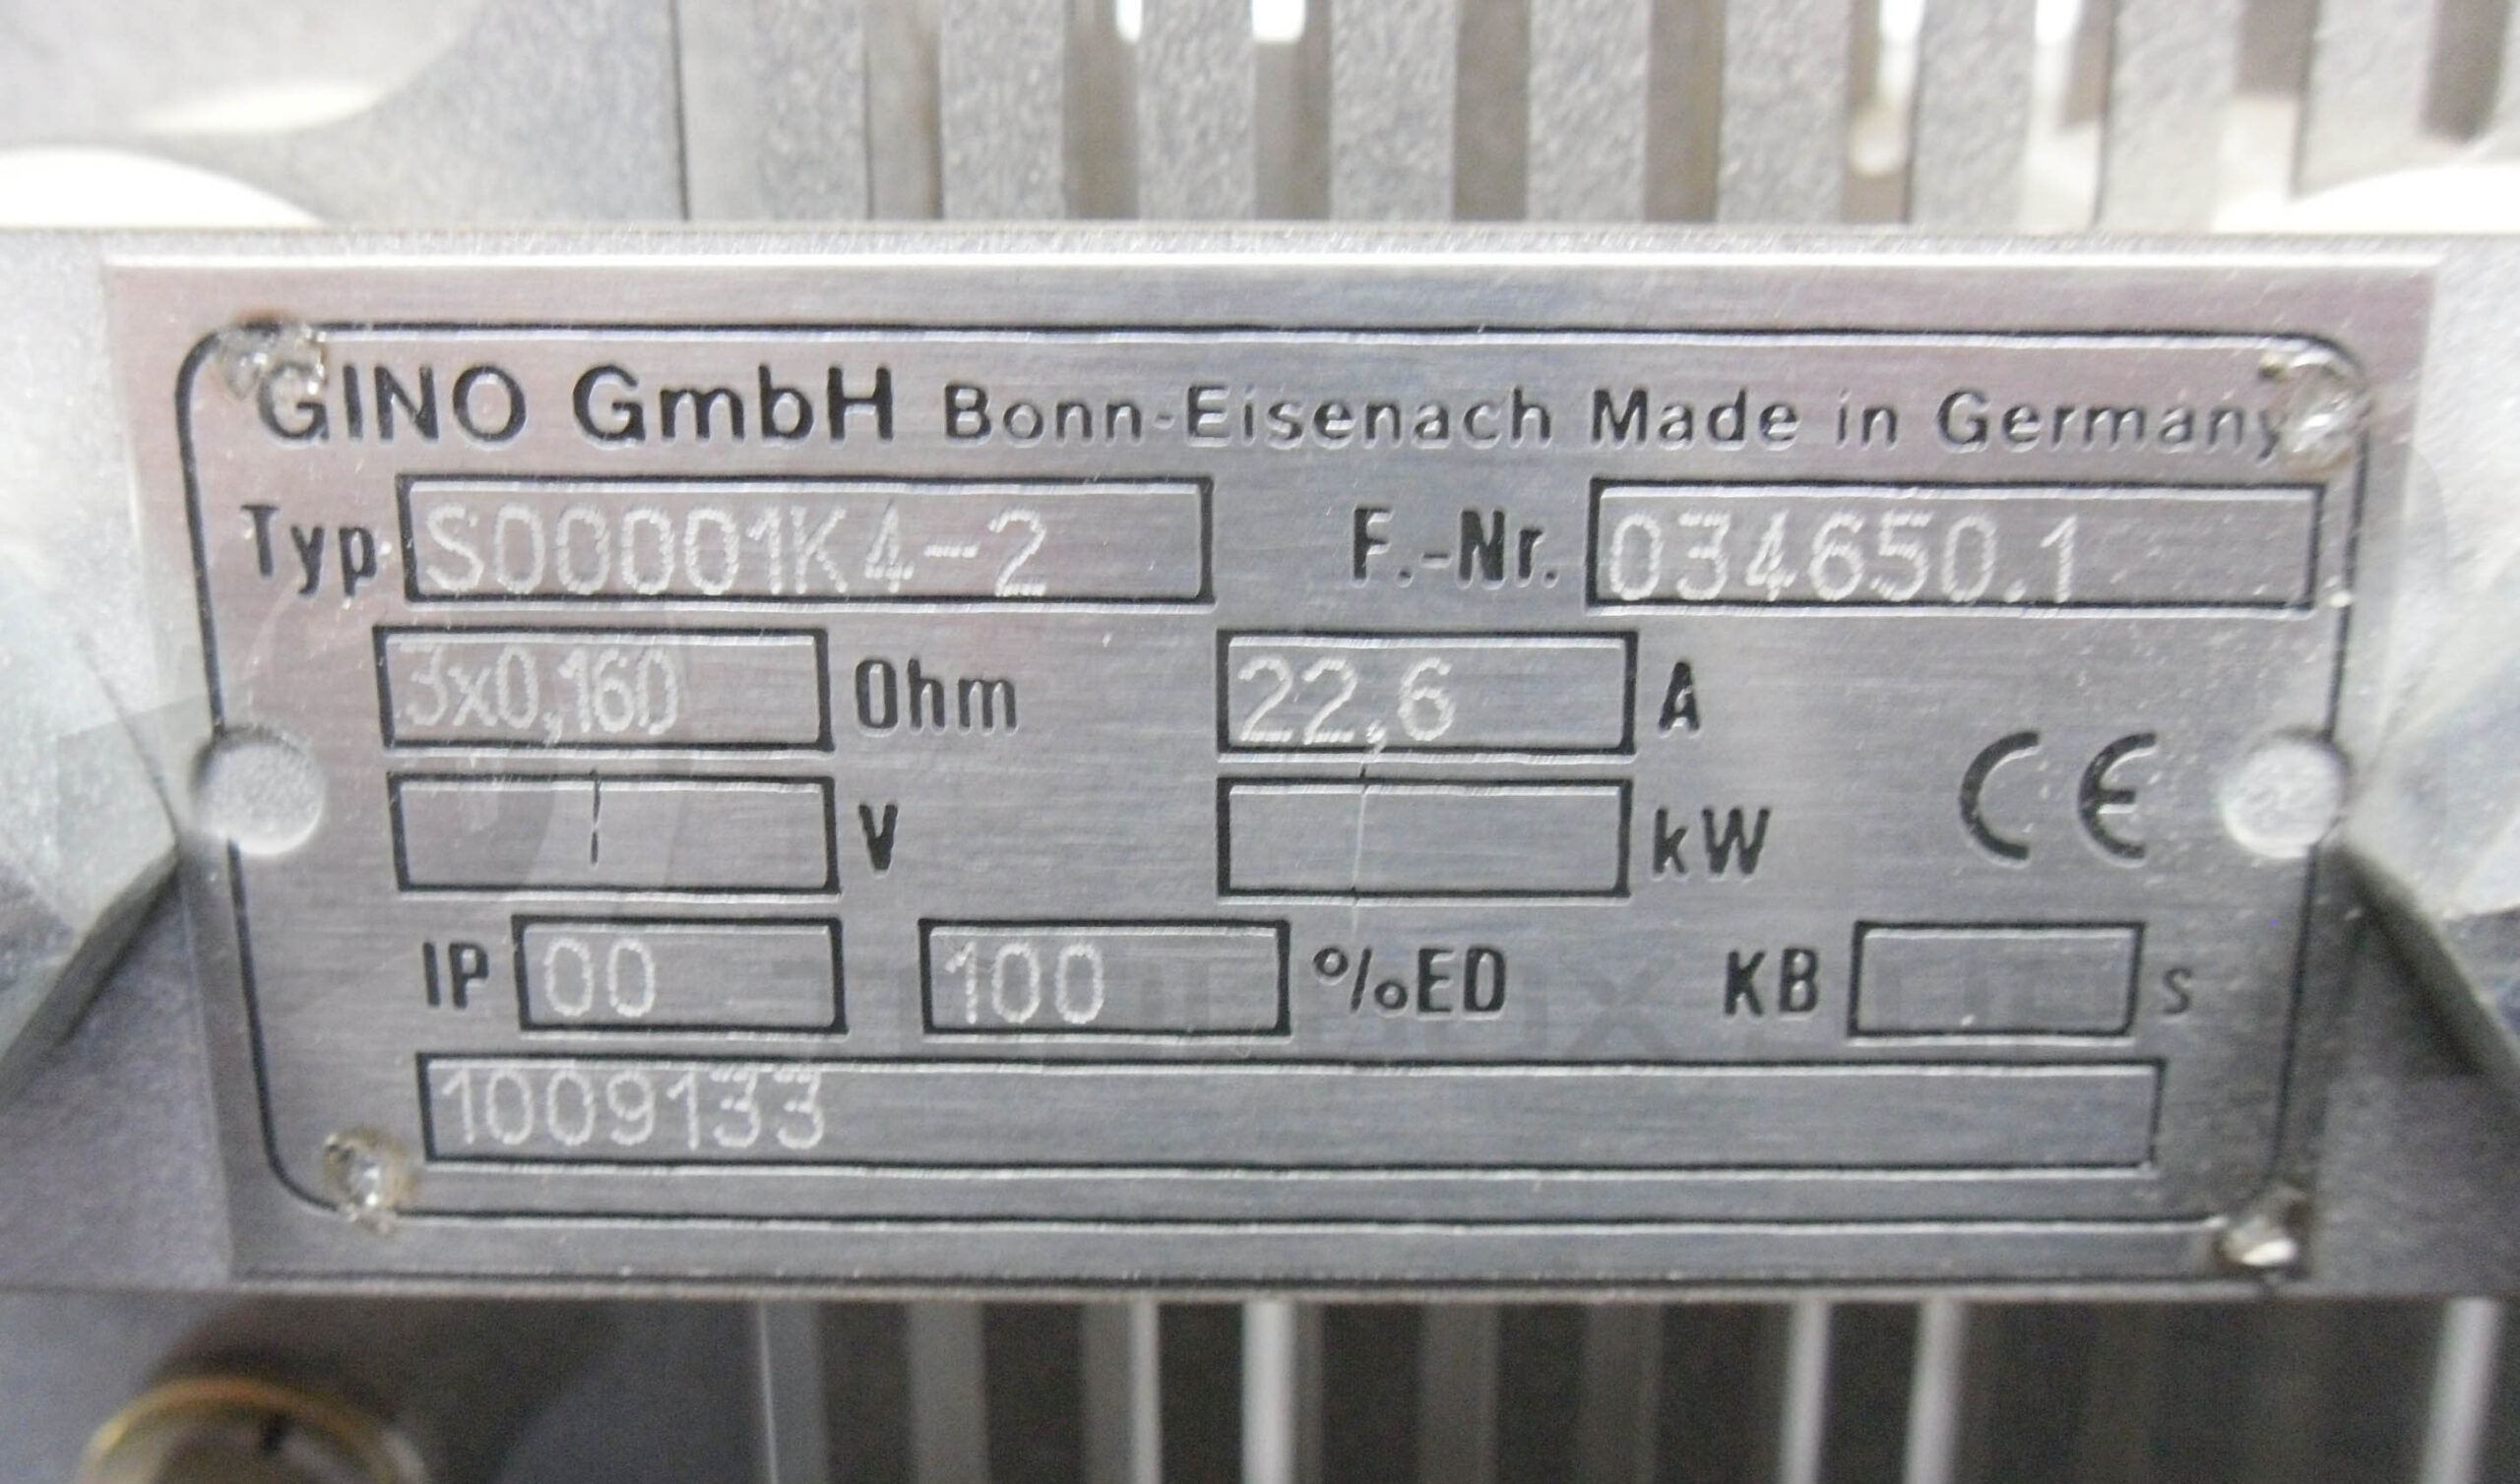 GINO GmbH Bonn-Eisenach Made in Germany
Typ S00001K4-2 F.-Nr. 034650.1
3x0,160 Ohm 22,6 A
V kW CE
IP 00 100 %ED KB s
1009133